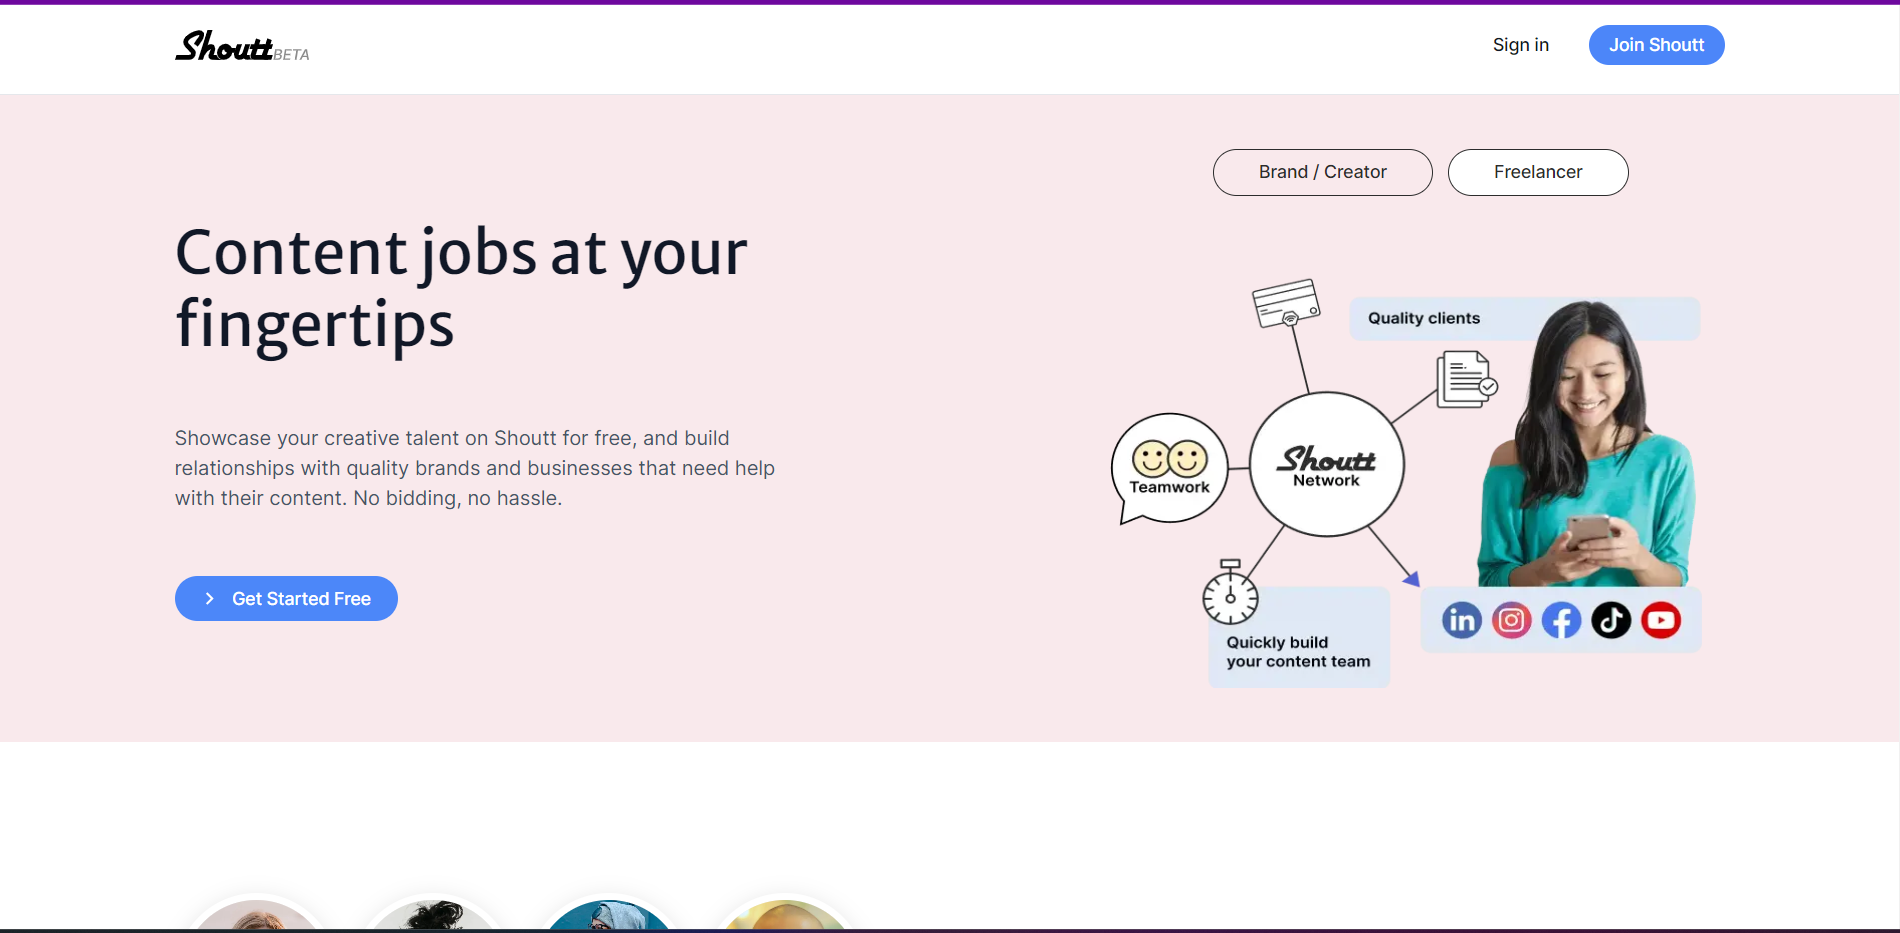 Shoutt BETA
Sign in
Join Shoutt
Brand / Creator
Freelancer
Content jobs at your
fingertips
Showcase your creative talent on Shoutt for free, and build
relationships with quality brands and businesses that need help
with their content. No bidding, no hassle.
Get Started Free
Quality clients
Teamwork
Shoutt
Network
Quickly build
your content team
in